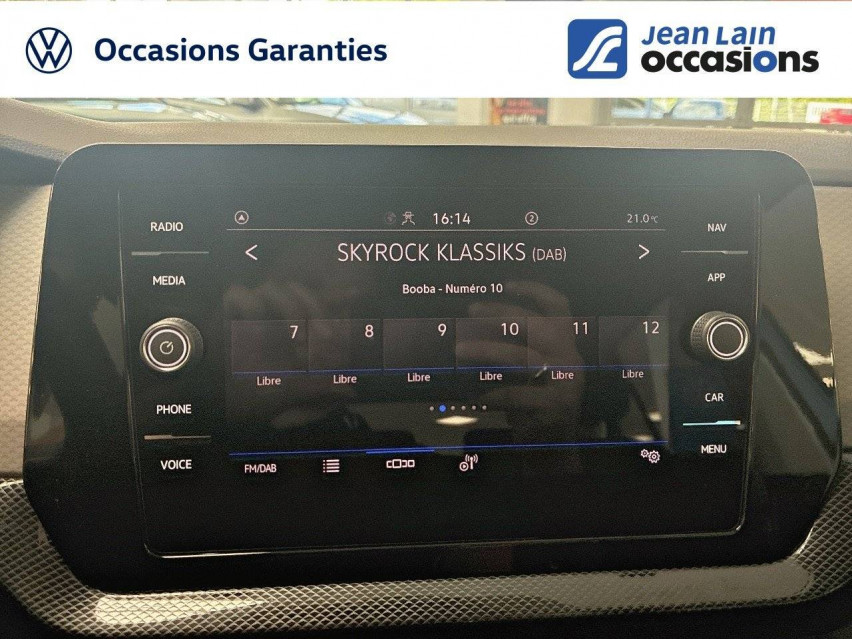 Occasions Garanties
Jean Lain
occasions
RADIO
MEDIA
PHONE
VOICE
16:14
2
21.0°C
< SKYROCK KLASSIKS (DAB) >
Booba - Numéro 10
7 8 9 10 11 12
Libre Libre Libre Libre Libre Libre
FM/DAB
NAV
APP
CAR
MENU